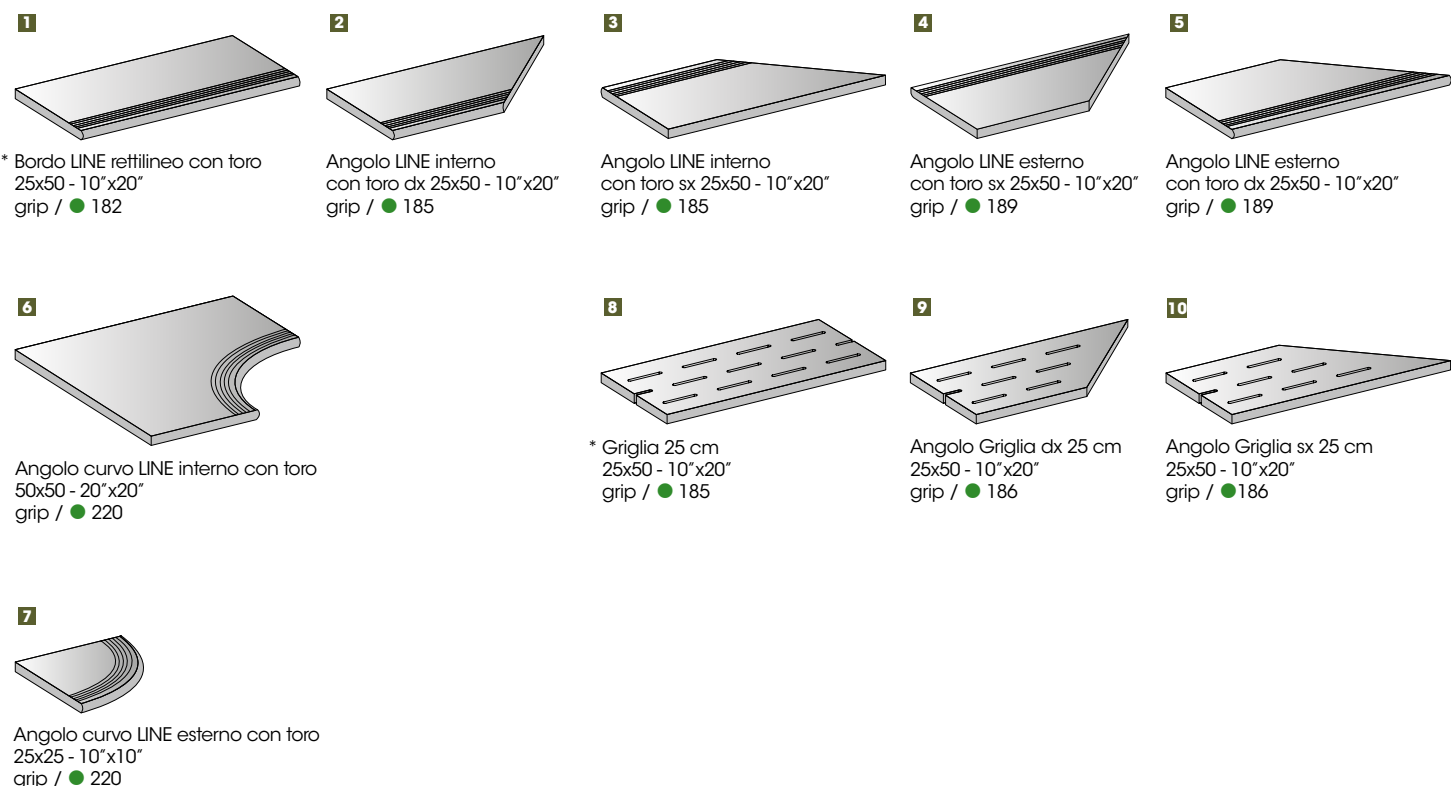 1
* Bordo LINE rettilineo con toro
25x50 - 10″x20″
grip / ● 182
2
Angolo LINE interno
con toro dx 25x50 - 10″x20″
grip / ● 185
3
Angolo LINE interno
con toro sx 25x50 - 10″x20″
grip / ● 185
4
Angolo LINE esterno
con toro sx 25x50 - 10″x20″
grip / ● 189
5
Angolo LINE esterno
con toro dx 25x50 - 10″x20″
grip / ● 189
6
Angolo curvo LINE interno con toro
50x50 - 20″x20″
grip / ● 220
8
* Griglia 25 cm
25x50 - 10″x20″
grip / ● 185
9
Angolo Griglia dx 25 cm
25x50 - 10″x20″
grip / ● 186
10
Angolo Griglia sx 25 cm
25x50 - 10″x20″
grip / ●186
7
Angolo curvo LINE esterno con toro
25x25 - 10″x10″
grip / ● 220